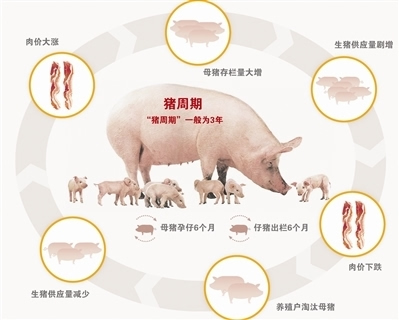 肉价大涨
母猪存栏量大增
生猪供应量剧增
猪周期
“猪周期”一般为3年
母猪孕仔6个月
仔猪出栏6个月
肉价下跌
生猪供应量减少
养殖户淘汰母猪